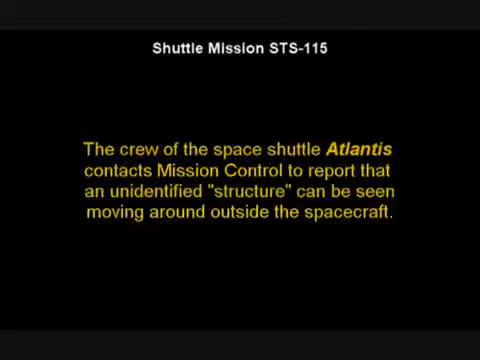 Shuttle Mission STS-115
The crew of the space shuttle Atlantis
contacts Mission Control to report that
an unidentified "structure" can be seen
moving around outside the spacecraft.